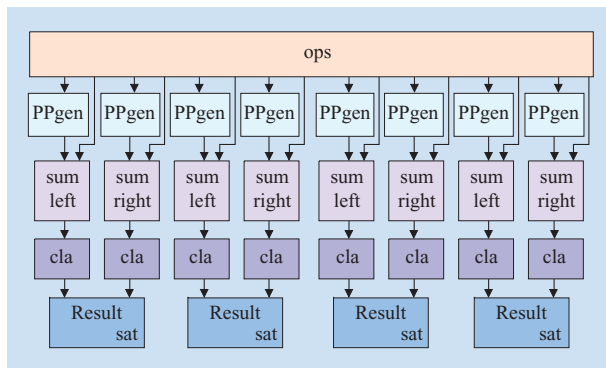 ops
PPgen PPgen PPgen PPgen PPgen PPgen PPgen PPgen
sum sum sum sum sum sum sum sum
left right left right left right left right
cla cla cla cla cla cla cla cla
Result Result Result Result
sat sat sat sat